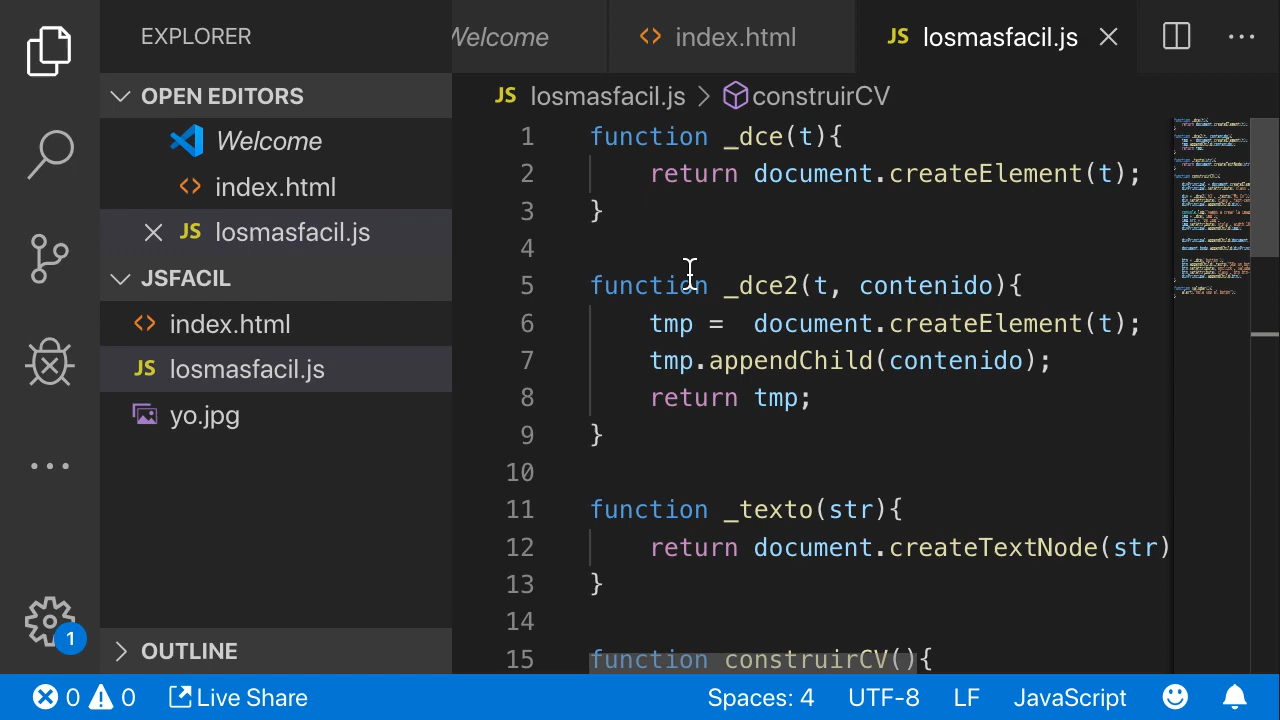 EXPLORER
OPEN EDITORS
Welcome
index.html
losmasfacil.js
JSFACIL
index.html
losmasfacil.js
yo.jpg
OUTLINE
1
Welcome
index.html
JS losmasfacil.js
JS losmasfacil.js > construirCV
1 function _dce(t){
2 return document.createElement(t);
3 }
4
5 function _dce2(t, contenido){
6 tmp =  document.createElement(t);
7 tmp.appendChild(contenido);
8 return tmp;
9 }
10
11 function _texto(str){
12 return document.createTextNode(str)
13 }
14
15 function construirCV(){
0 0 Live Share Spaces: 4 UTF-8 LF JavaScript